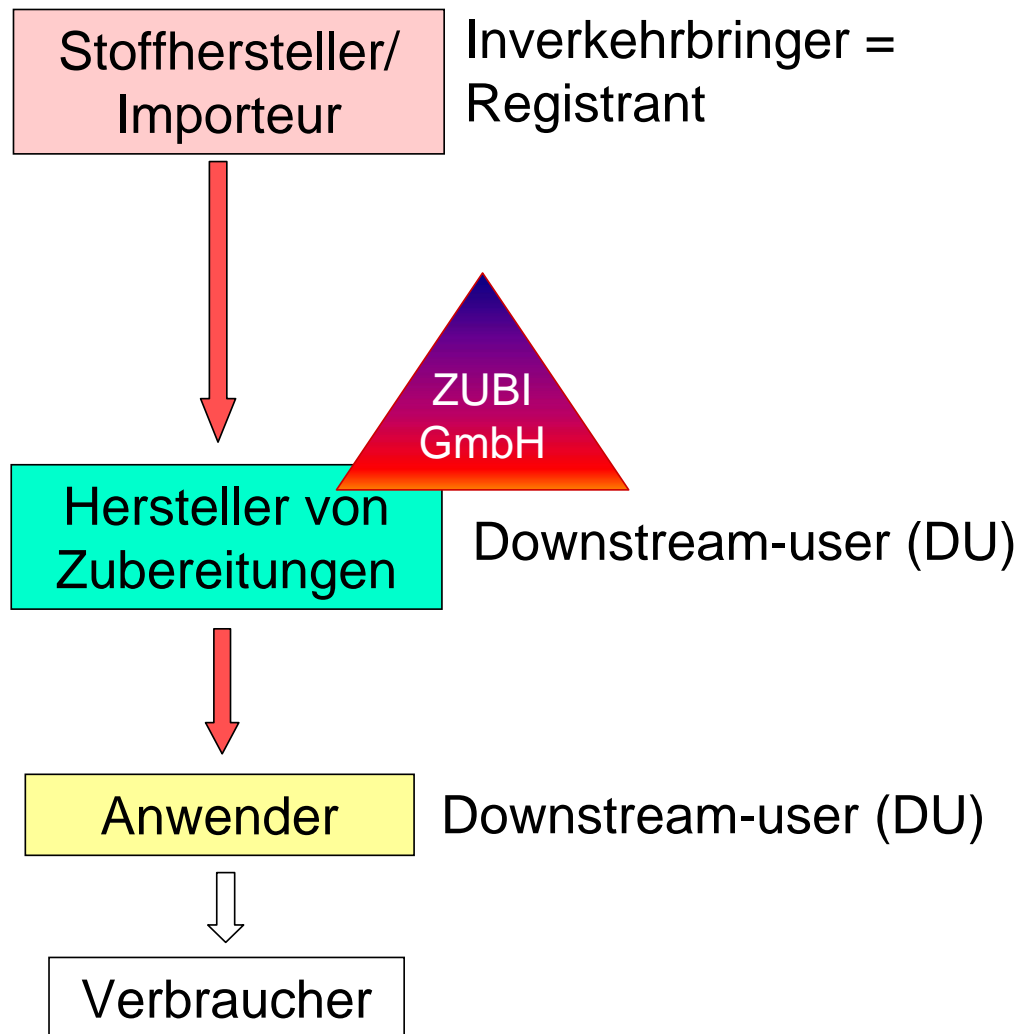 Stoffhersteller/
Importeur
Inverkehrbringer =
Registrant
ZUBI
GmbH
Hersteller von
Zubereitungen
Downstream-user (DU)
Anwender
Downstream-user (DU)
Verbraucher